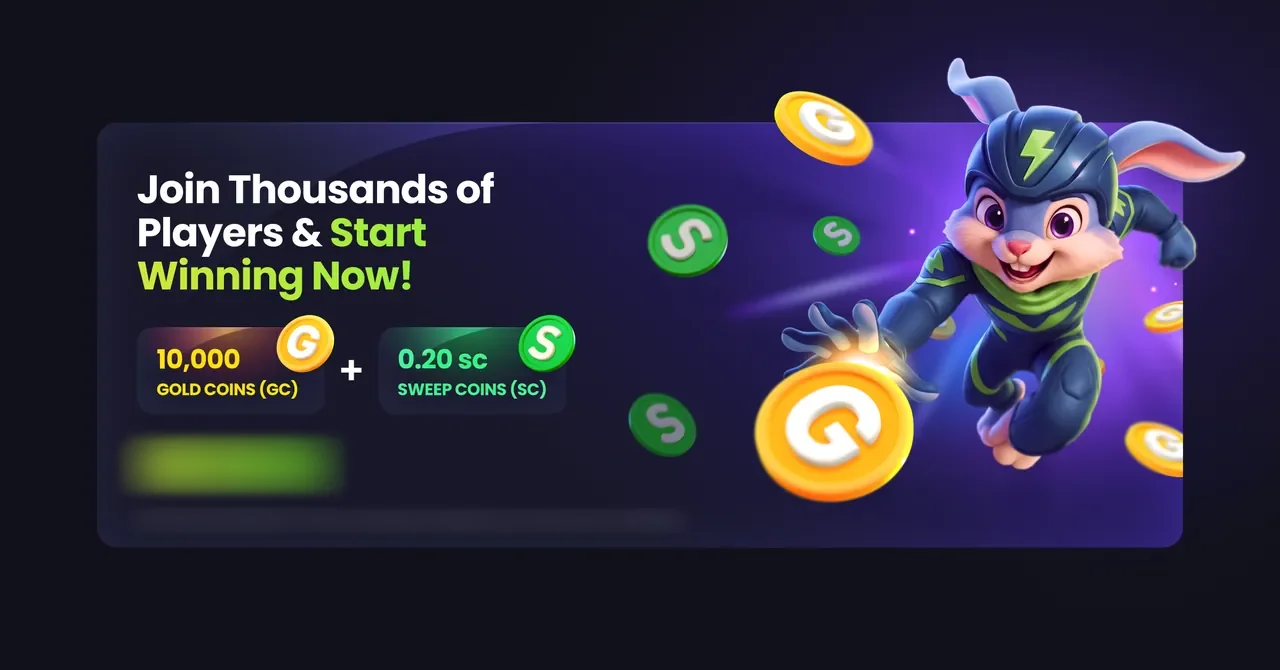 Join Thousands of
Players & Start
Winning Now!
10,000
GOLD COINS (GC)
G
+
0.20 sc
SWEEP COINS (SC)
S
G
S
S
S
G
G
G